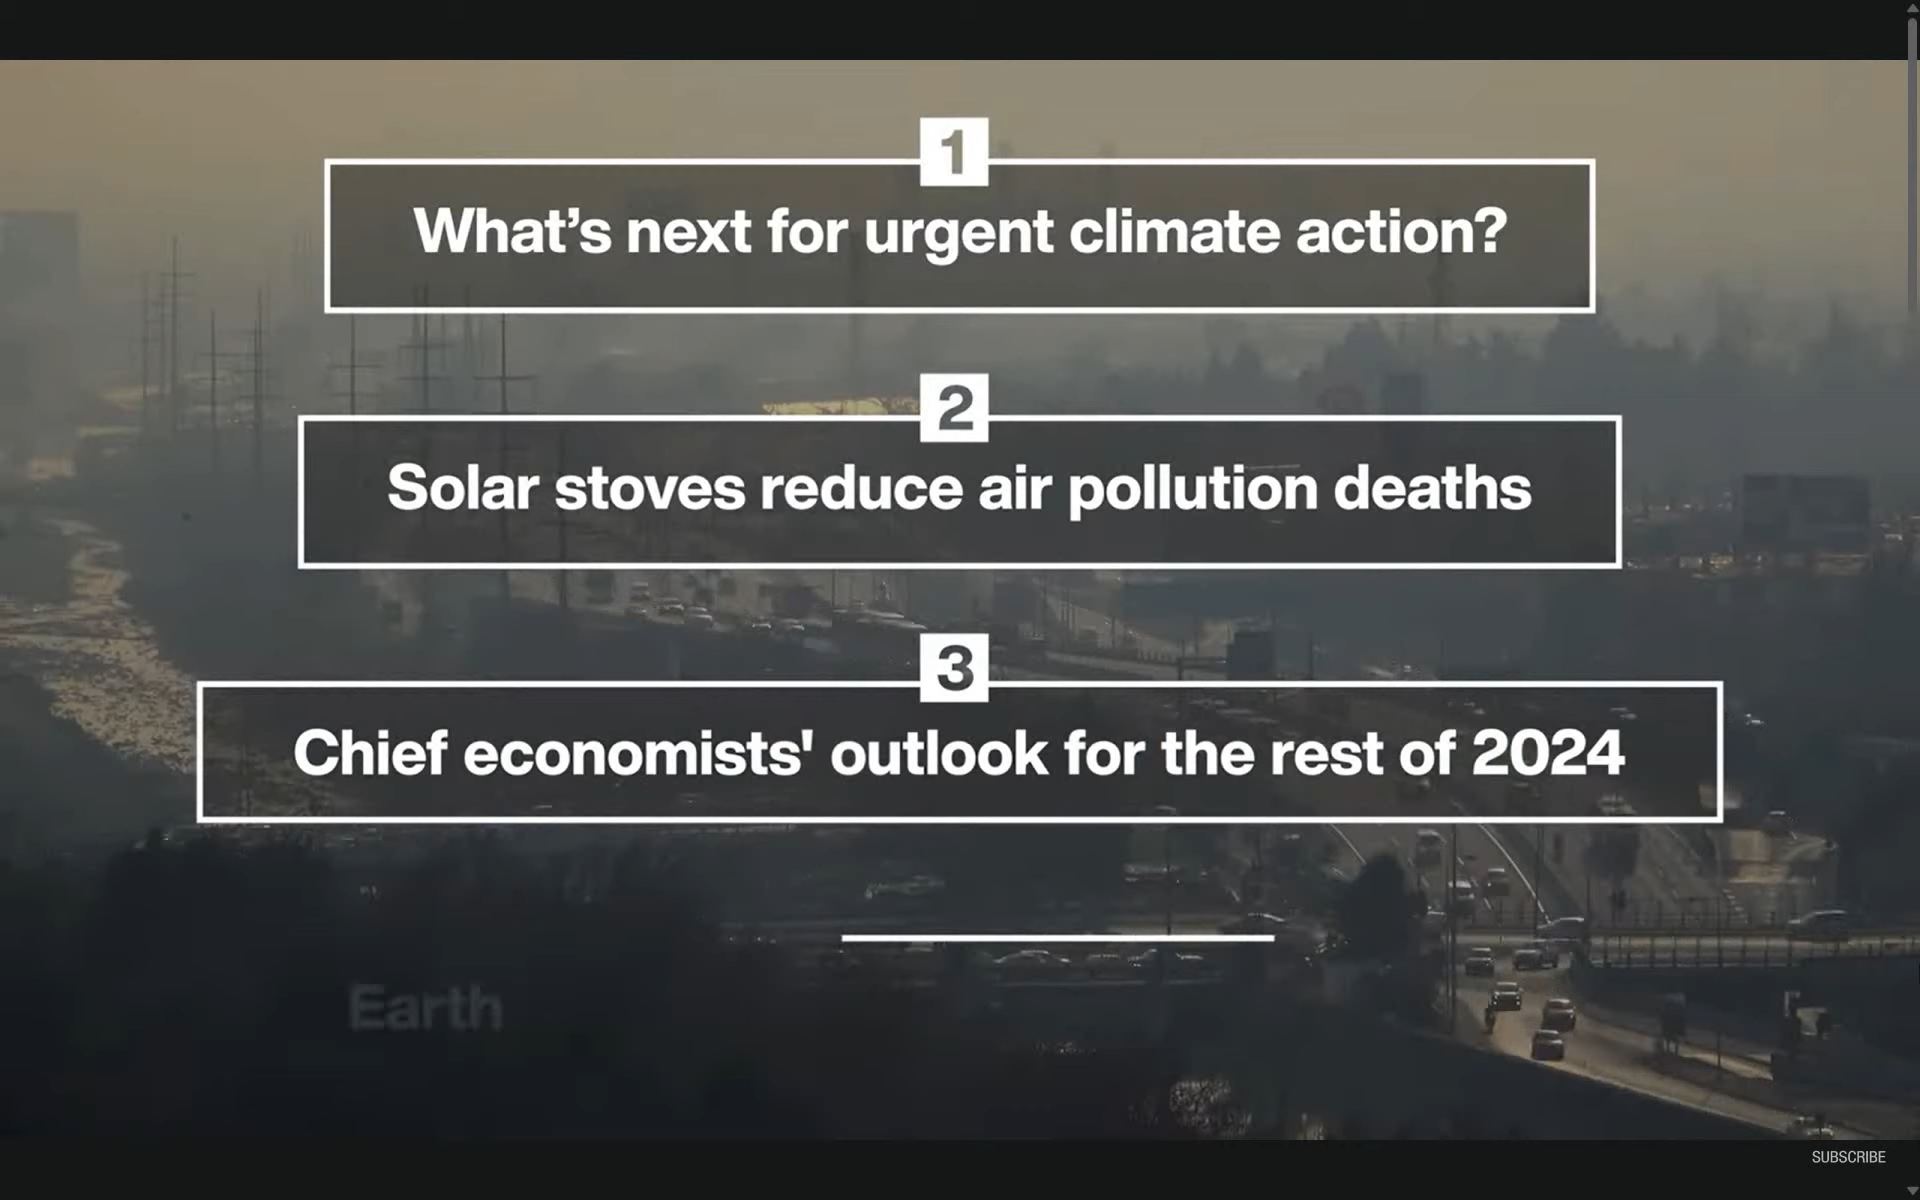 1
What's next for urgent climate action?
2
Solar stoves reduce air pollution deaths
3
Chief economists' outlook for the rest of 2024
Earth
SUBSCRIBE